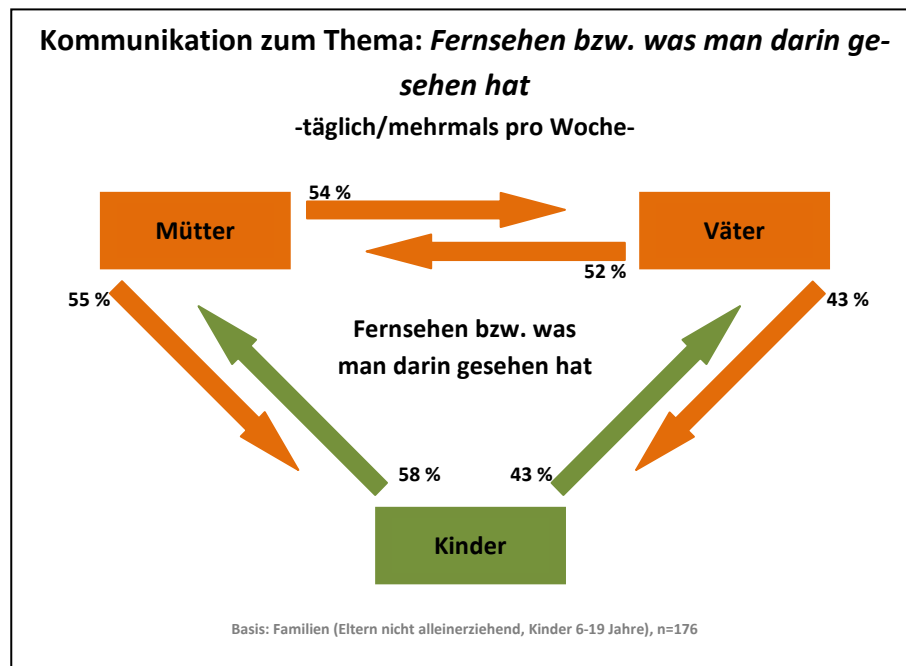 Kommunikation zum Thema: Fernsehen bzw. was man darin ge-
sehen hat
-täglich/mehrmals pro Woche-
54 %
Mütter
Väter
52 %
55 %
43 %
Fernsehen bzw. was
man darin gesehen hat
58 %
43 %
Kinder
Basis: Familien (Eltern nicht alleinerziehend, Kinder 6-19 Jahre), n=176